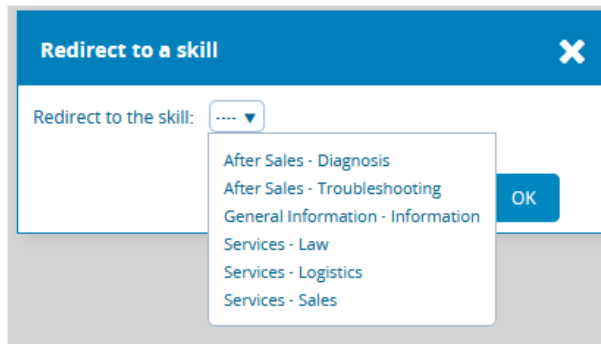 Redirect to a skill
Redirect to the skill: ----
After Sales - Diagnosis
After Sales - Troubleshooting
General Information - Information
OK
Services - Law
Services - Logistics
Services - Sales